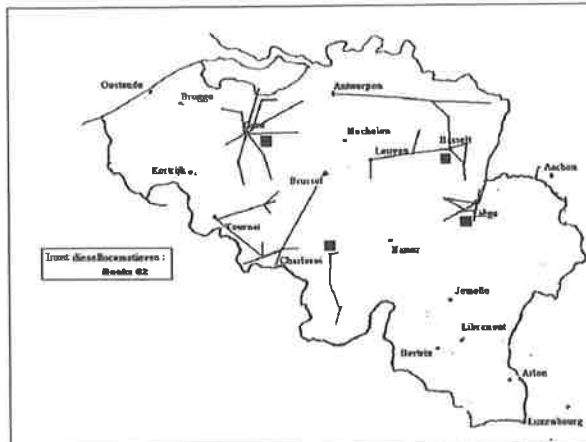 Oostende
Brugge
Antwerpen
Gent
Mechelen
Leuven
Hasselt
Aachen
Kortrijk
Brussel
Tournai
Liège
Namur
Charleroi
Inzet diesellocomotieven :
Reeks 62
Jemelle
Libramont
Bertrix
Arlon
Luxembourg